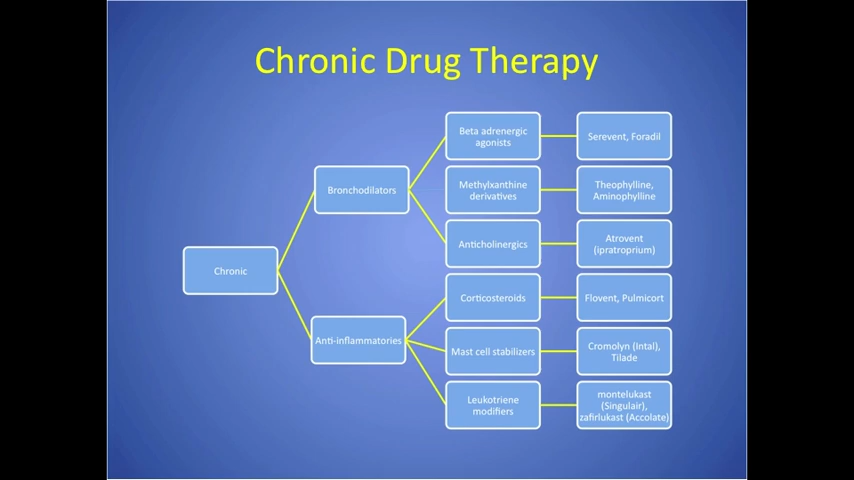 Chronic Drug Therapy
Beta adrenergic
agonists
Serevent, Foradil
Bronchodilators
Methylxanthine
derivatives
Theophylline,
Aminophylline
Anticholinergics
Atrovent
(ipratroprium)
Chronic
Corticosteroids
Flovent, Pulmicort
Anti-inflammatories
Mast cell stabilizers
Cromolyn (Intal),
Tilade
Leukotriene
modifiers
montelukast
(Singulair),
zafirlukast (Accolate)